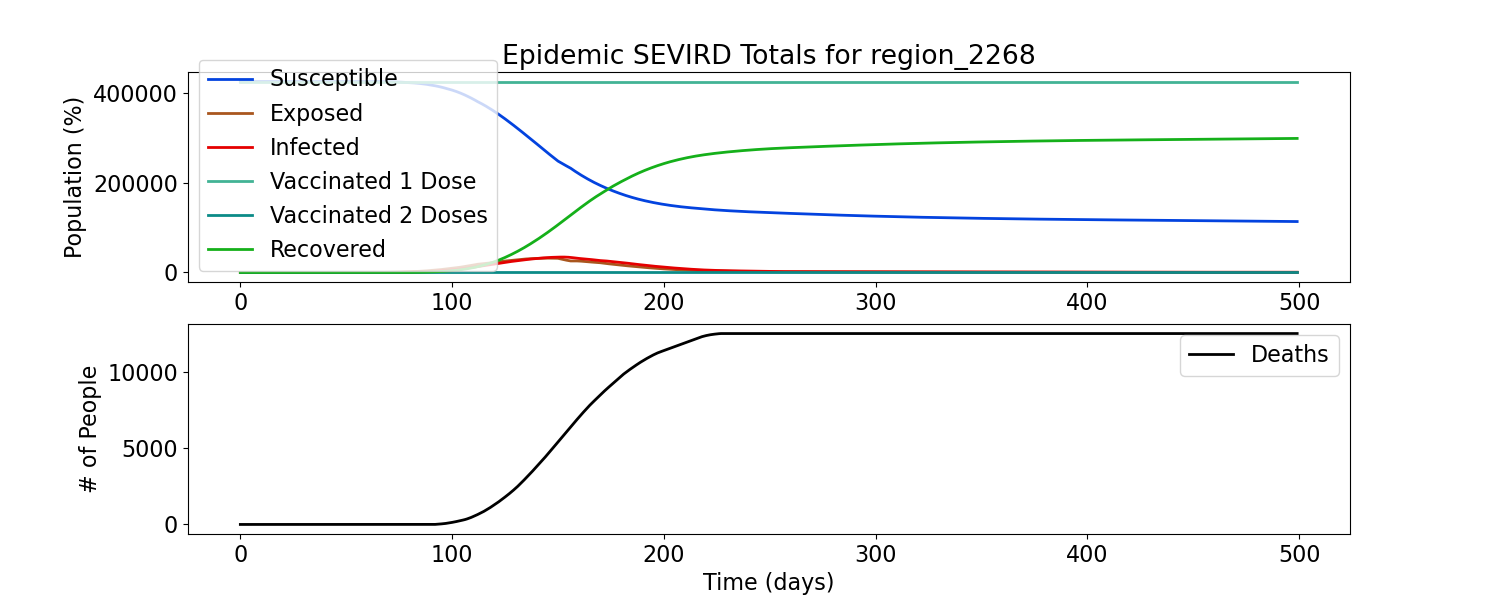 Epidemic SEVIRD Totals for region_2268
Population (%)
400000
200000
0
Susceptible
Exposed
Infected
Vaccinated 1 Dose
Vaccinated 2 Doses
Recovered
0 100 200 300 400 500
# of People
10000
5000
0
Deaths
0 100 200 300 400 500
Time (days)